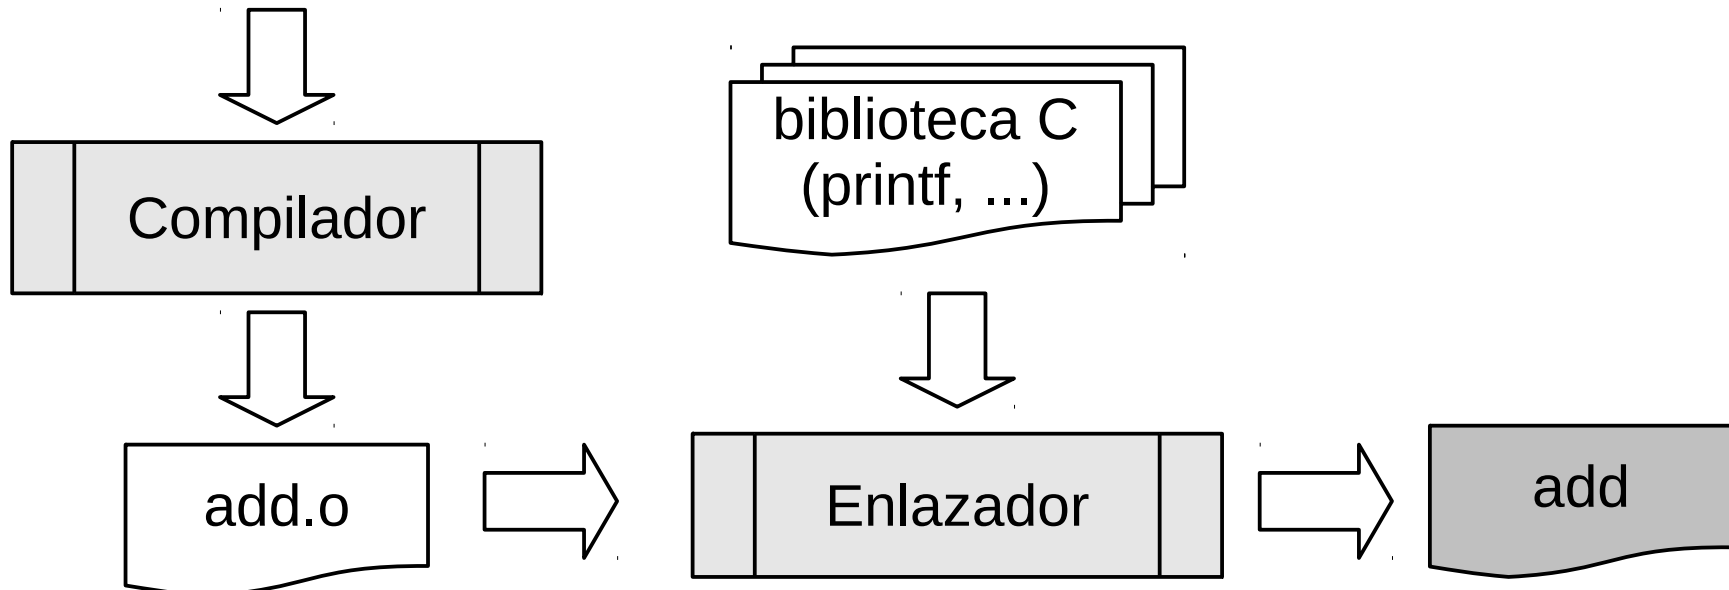 biblioteca C
(printf, ...)
Compilador
add.o
Enlazador
add